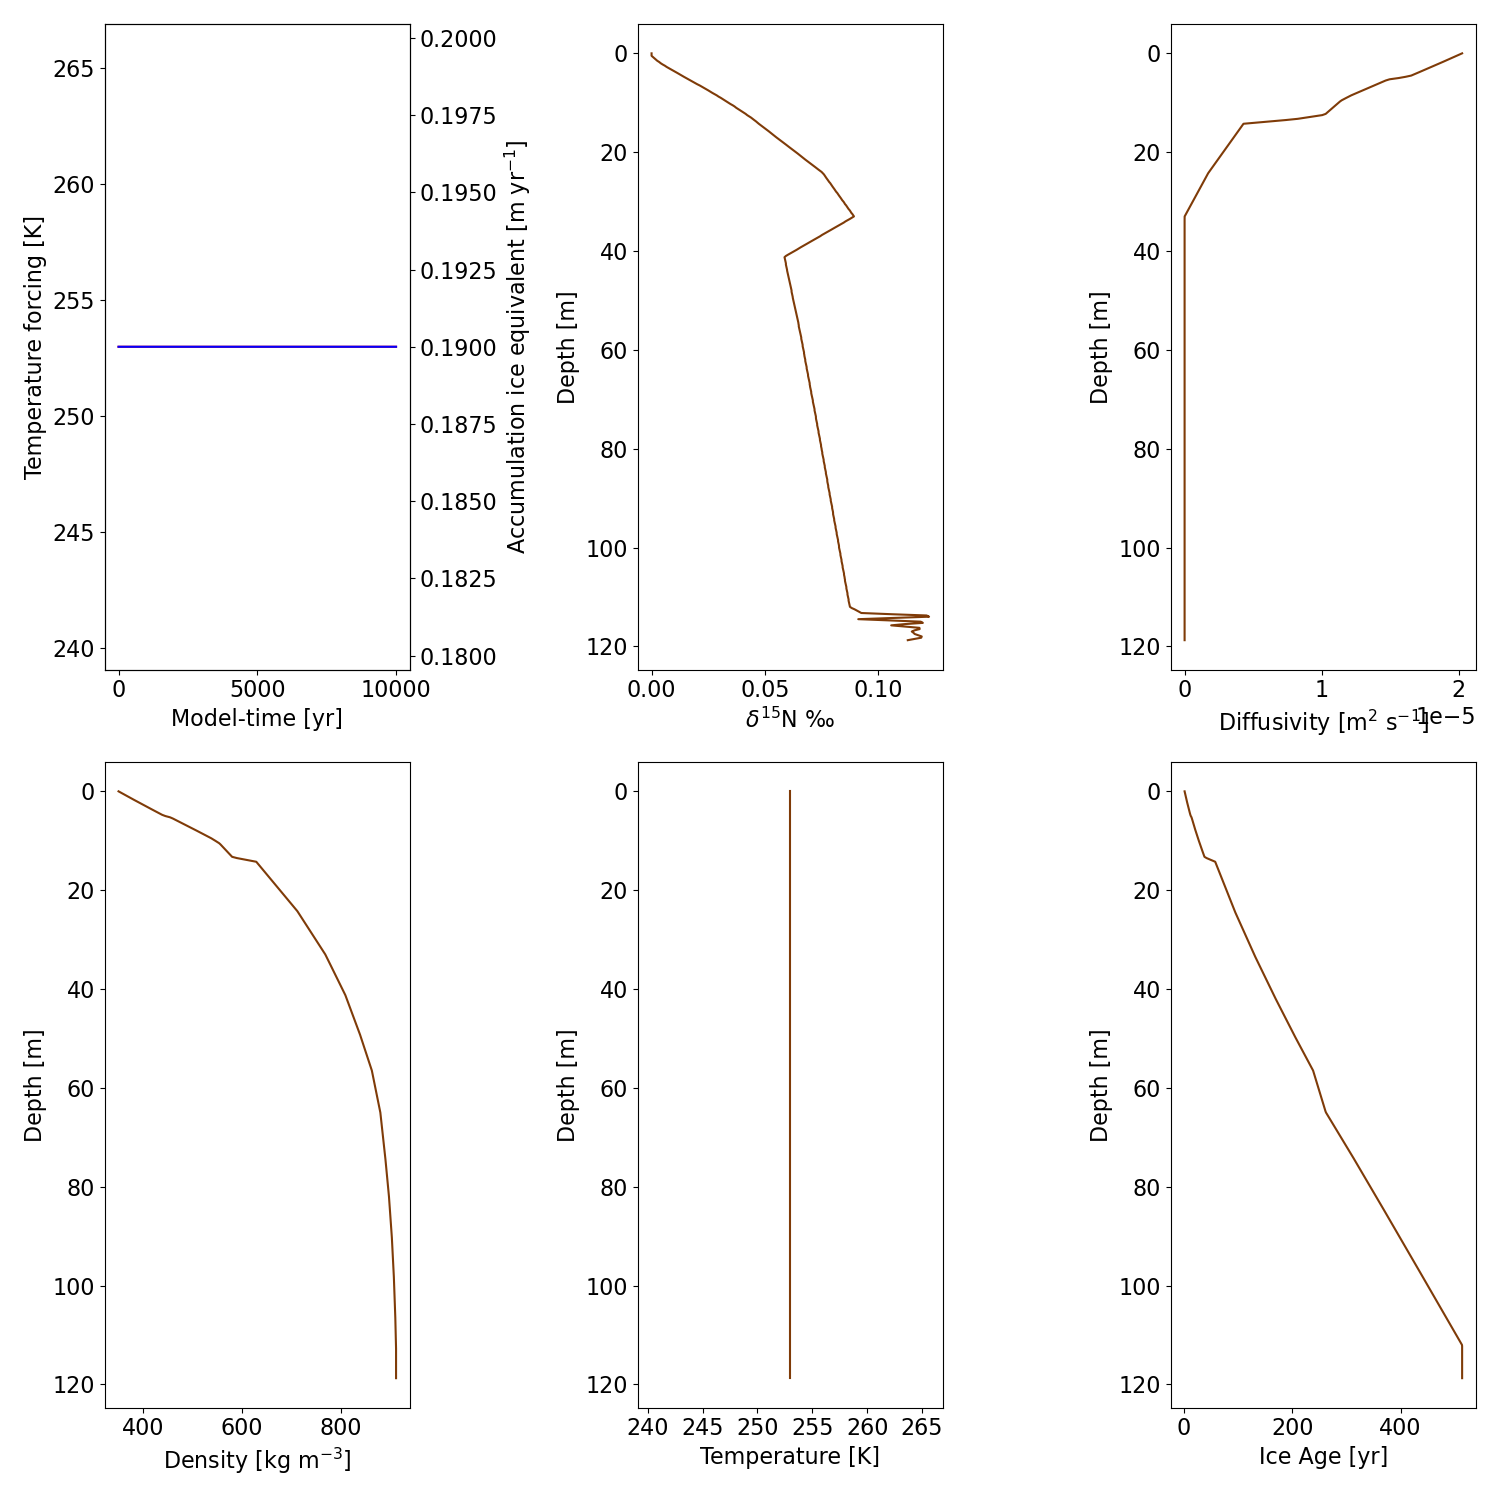 265
260
255
250
245
240
Temperature forcing [K]
0.2000
0.1975
0.1950
0.1925
0.1900
0.1875
0.1850
0.1825
0.1800
Accumulation ice equivalent [m yr⁻¹]
0 5000 10000
Model-time [yr]
0
20
40
60
80
100
120
Depth [m]
0.00 0.05 0.10
δ¹⁵N ‰
0
20
40
60
80
100
120
Depth [m]
0 1 2
Diffusivity [m² s⁻¹]
1e−5
0
20
40
60
80
100
120
Depth [m]
400 600 800
Density [kg m⁻³]
0
20
40
60
80
100
120
Depth [m]
240 245 250 255 260 265
Temperature [K]
0
20
40
60
80
100
120
Depth [m]
0 200 400
Ice Age [yr]